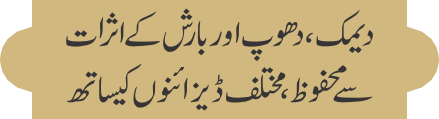 دیمک، دھوپ اور بارش کے اثرات
سے محفوظ، مختلف ڈیزائنوں کیساتھ